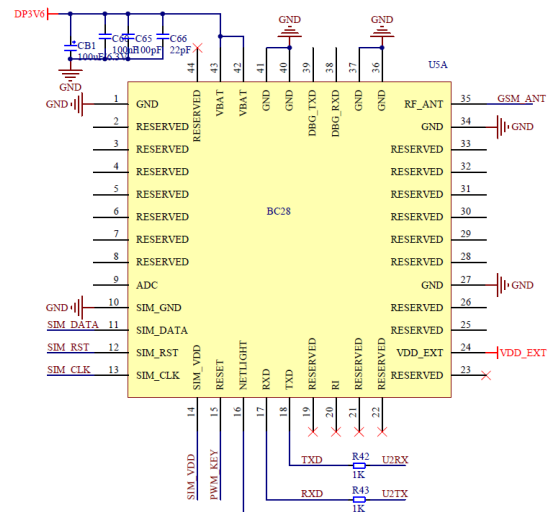 DP3V6
GND
GND
CB1
100uF/6.3V
100nF
C65
100pF
C66
22pF
GND
44
43
42
41
40
39
38
37
36
U5A
RESERVED
VBAT
VBAT
GND
GND
DBG_TXD
DBG_RXD
GND
GND
GND
1
GND
RF_ANT
35
GSM_ANT
2
RESERVED
GND
34
GND
3
RESERVED
RESERVED
33
4
RESERVED
RESERVED
32
5
RESERVED
RESERVED
31
6
RESERVED
BC28
RESERVED
30
7
RESERVED
RESERVED
29
8
RESERVED
RESERVED
28
9
ADC
GND
27
GND
GND
10
SIM_GND
RESERVED
26
SIM_DATA
11
SIM_DATA
RESERVED
25
SIM_RST
12
SIM_RST
VDD_EXT
24
VDD_EXT
SIM_CLK
13
SIM_CLK
RESERVED
23
SIM_VDD
RESET
NETLIGHT
RXD
TXD
RESERVED
RI
RESERVED
RESERVED
14
15
16
17
18
19
20
21
22
SIM_VDD
PWM_KEY
TXD
R42
1K
U2RX
RXD
R43
1K
U2TX